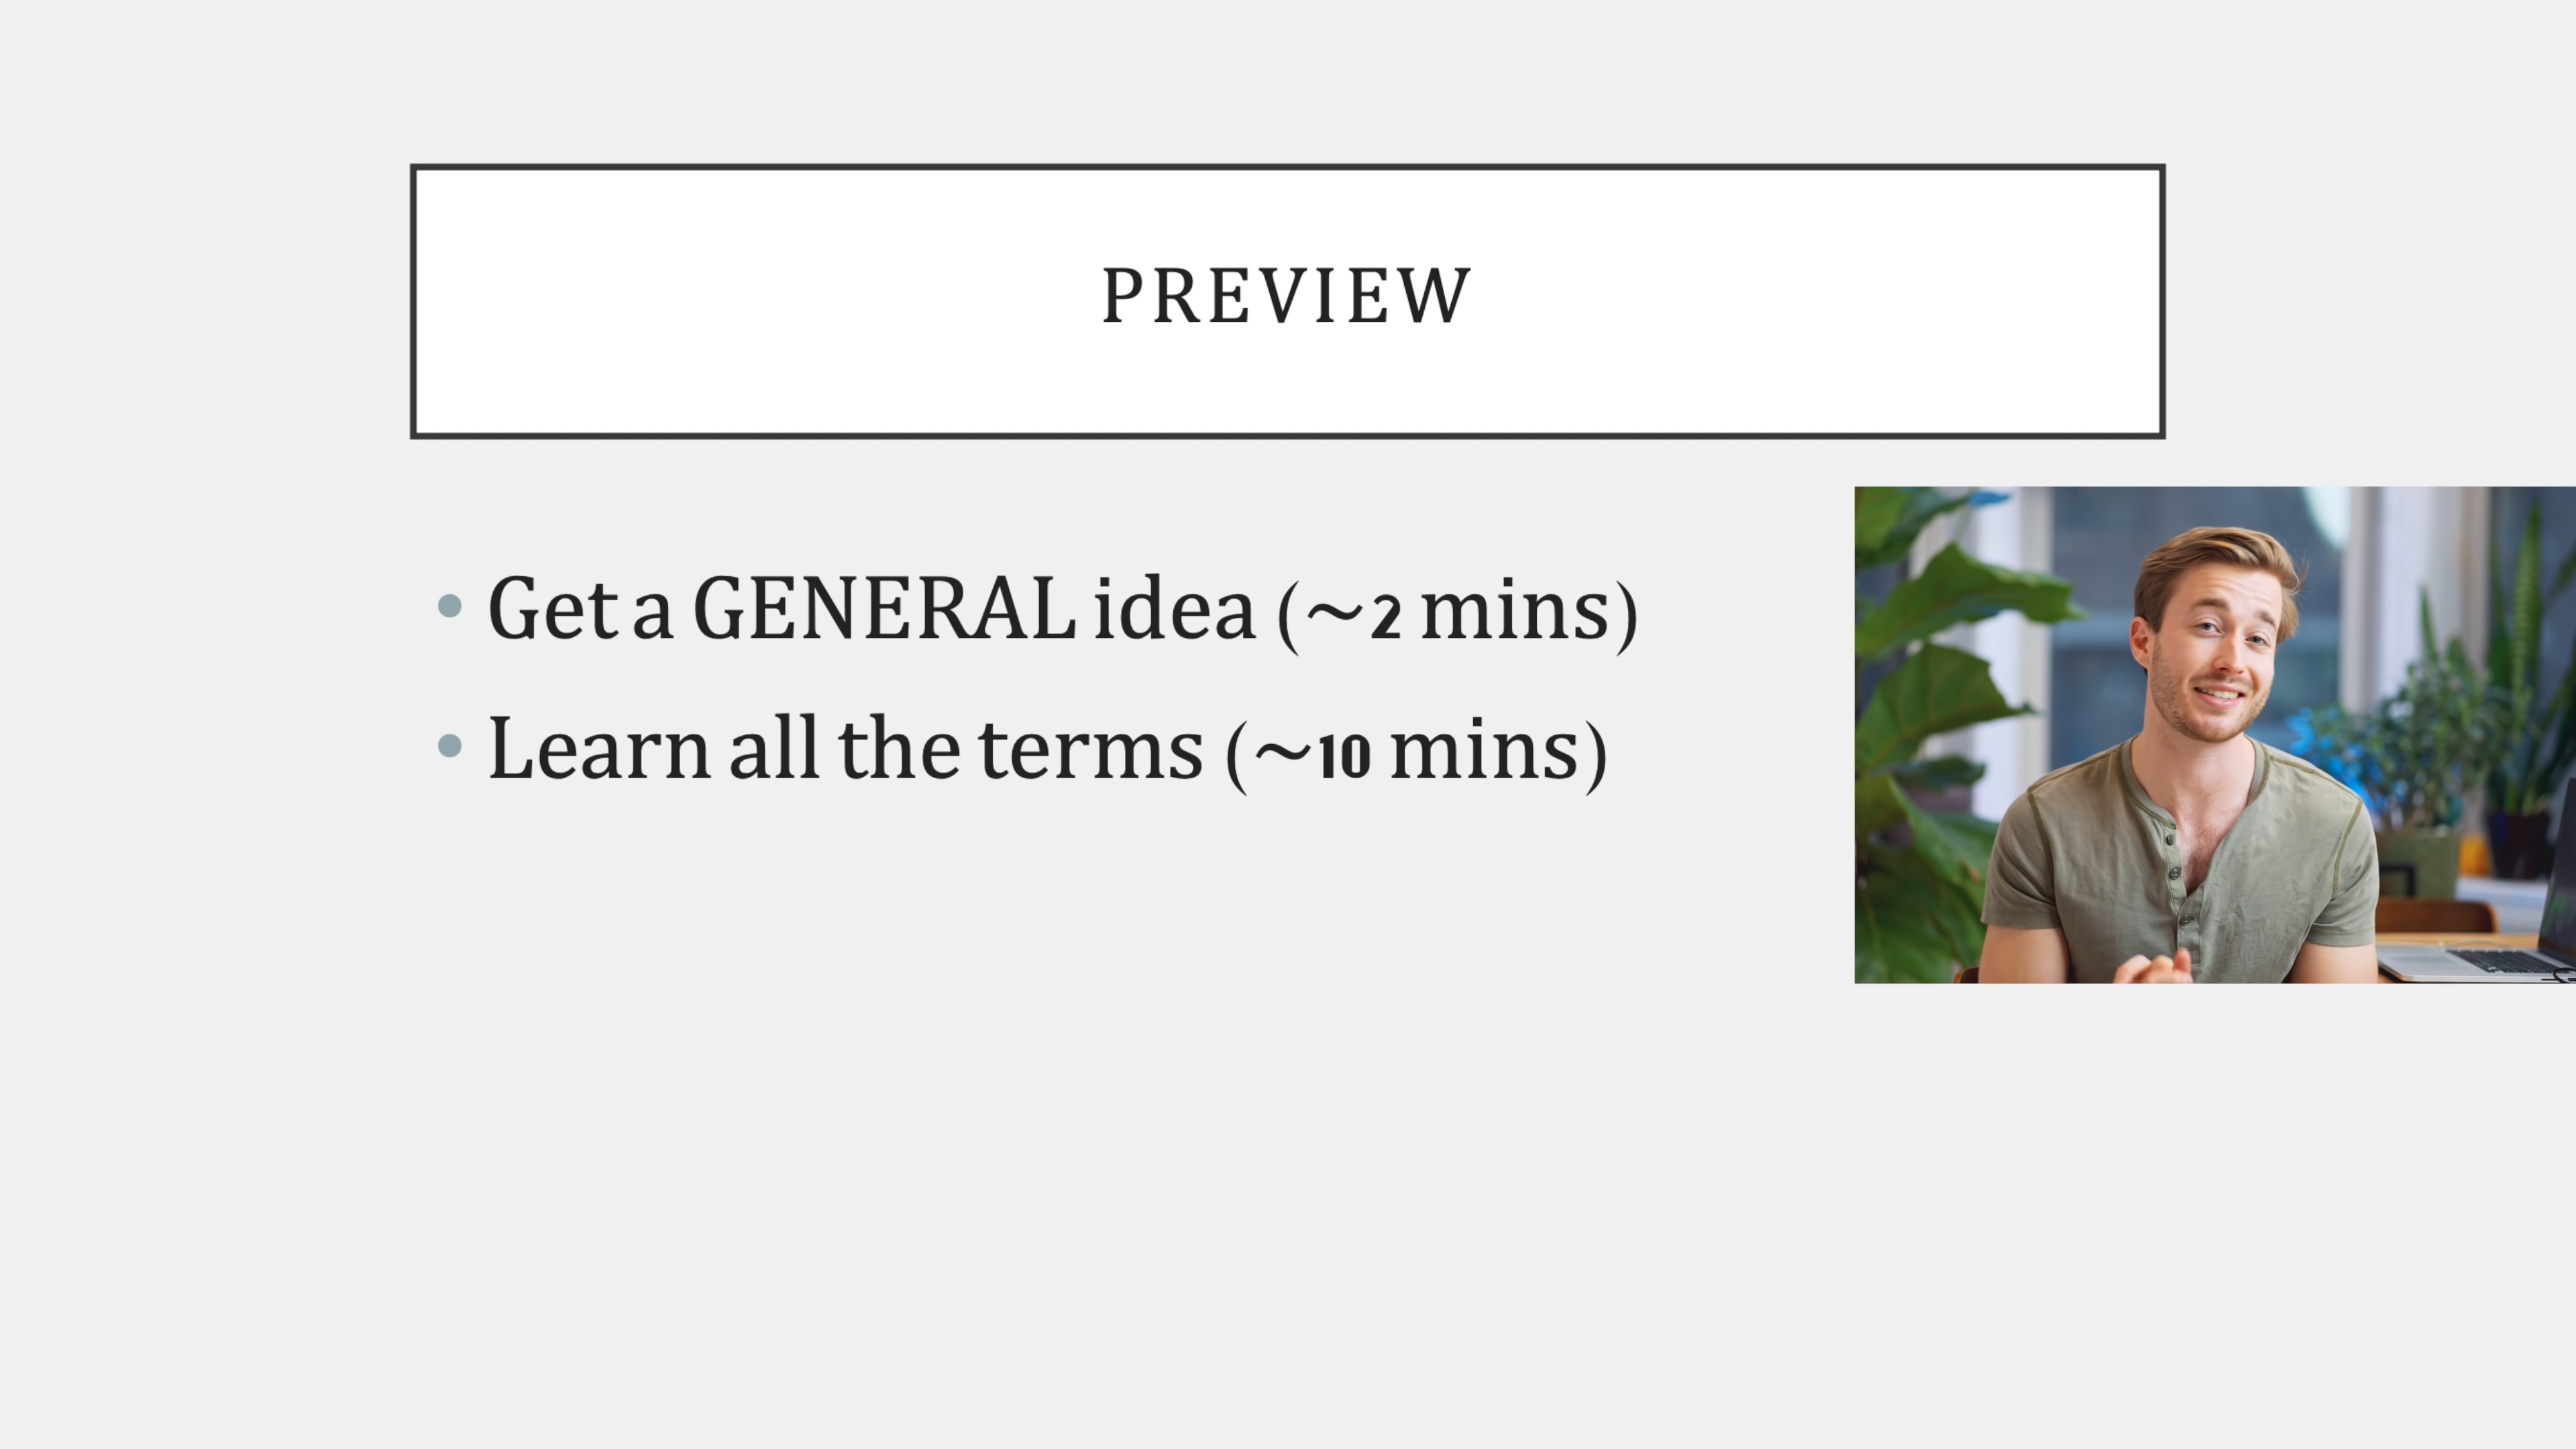 PREVIEW
• Get a GENERAL idea (~2 mins)
• Learn all the terms (~10 mins)